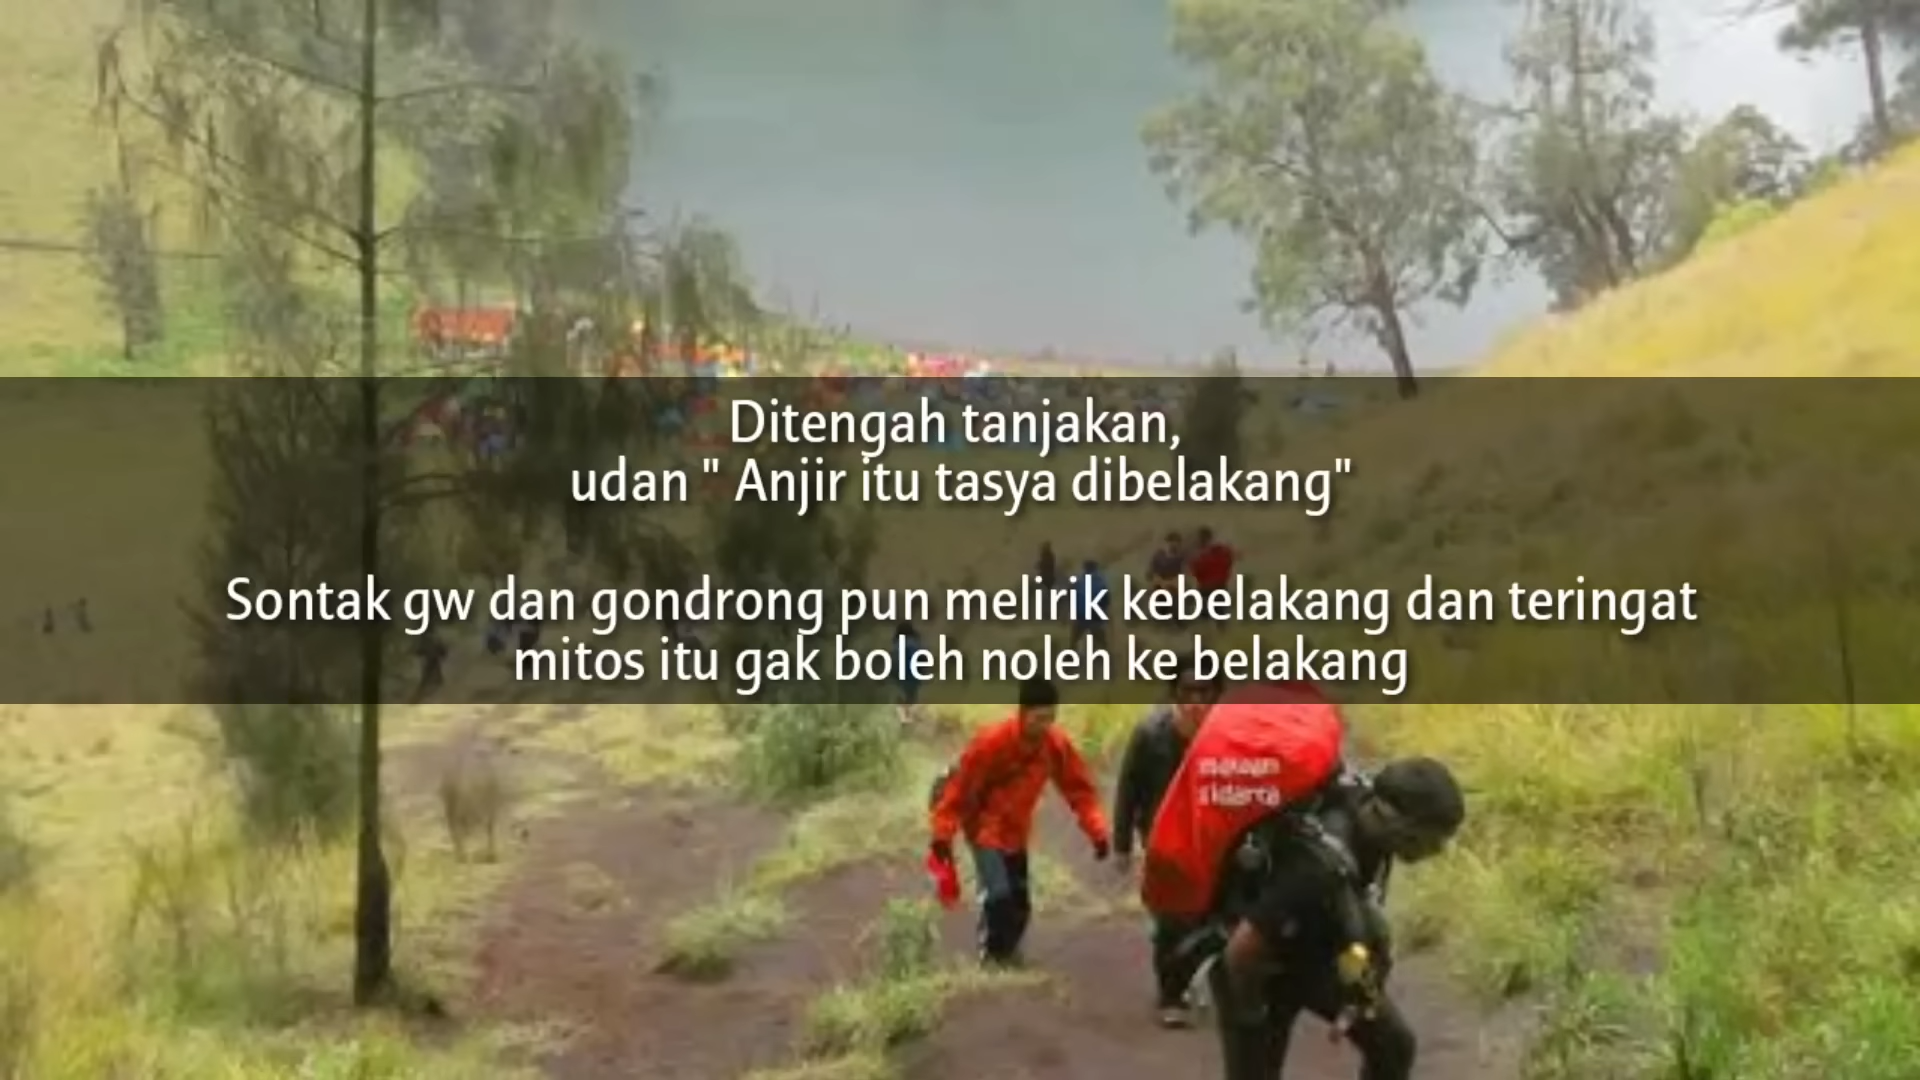 Ditengah tanjakan,
udan " Anjir itu tasya dibelakang"
Sontak gw dan gondrong pun melirik kebelakang dan teringat
mitos itu gak boleh noleh ke belakang